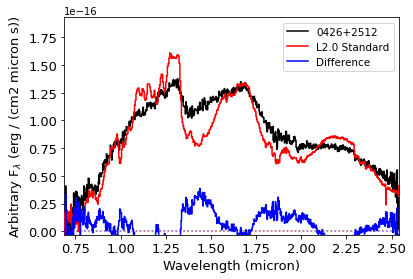 1e−16
0426+2512
L2.0 Standard
Difference
1.75
1.50
1.25
1.00
0.75
0.50
0.25
0.00
Arbitrary Fλ (erg / (cm2 micron s))
0.75 1.00 1.25 1.50 1.75 2.00 2.25 2.50
Wavelength (micron)